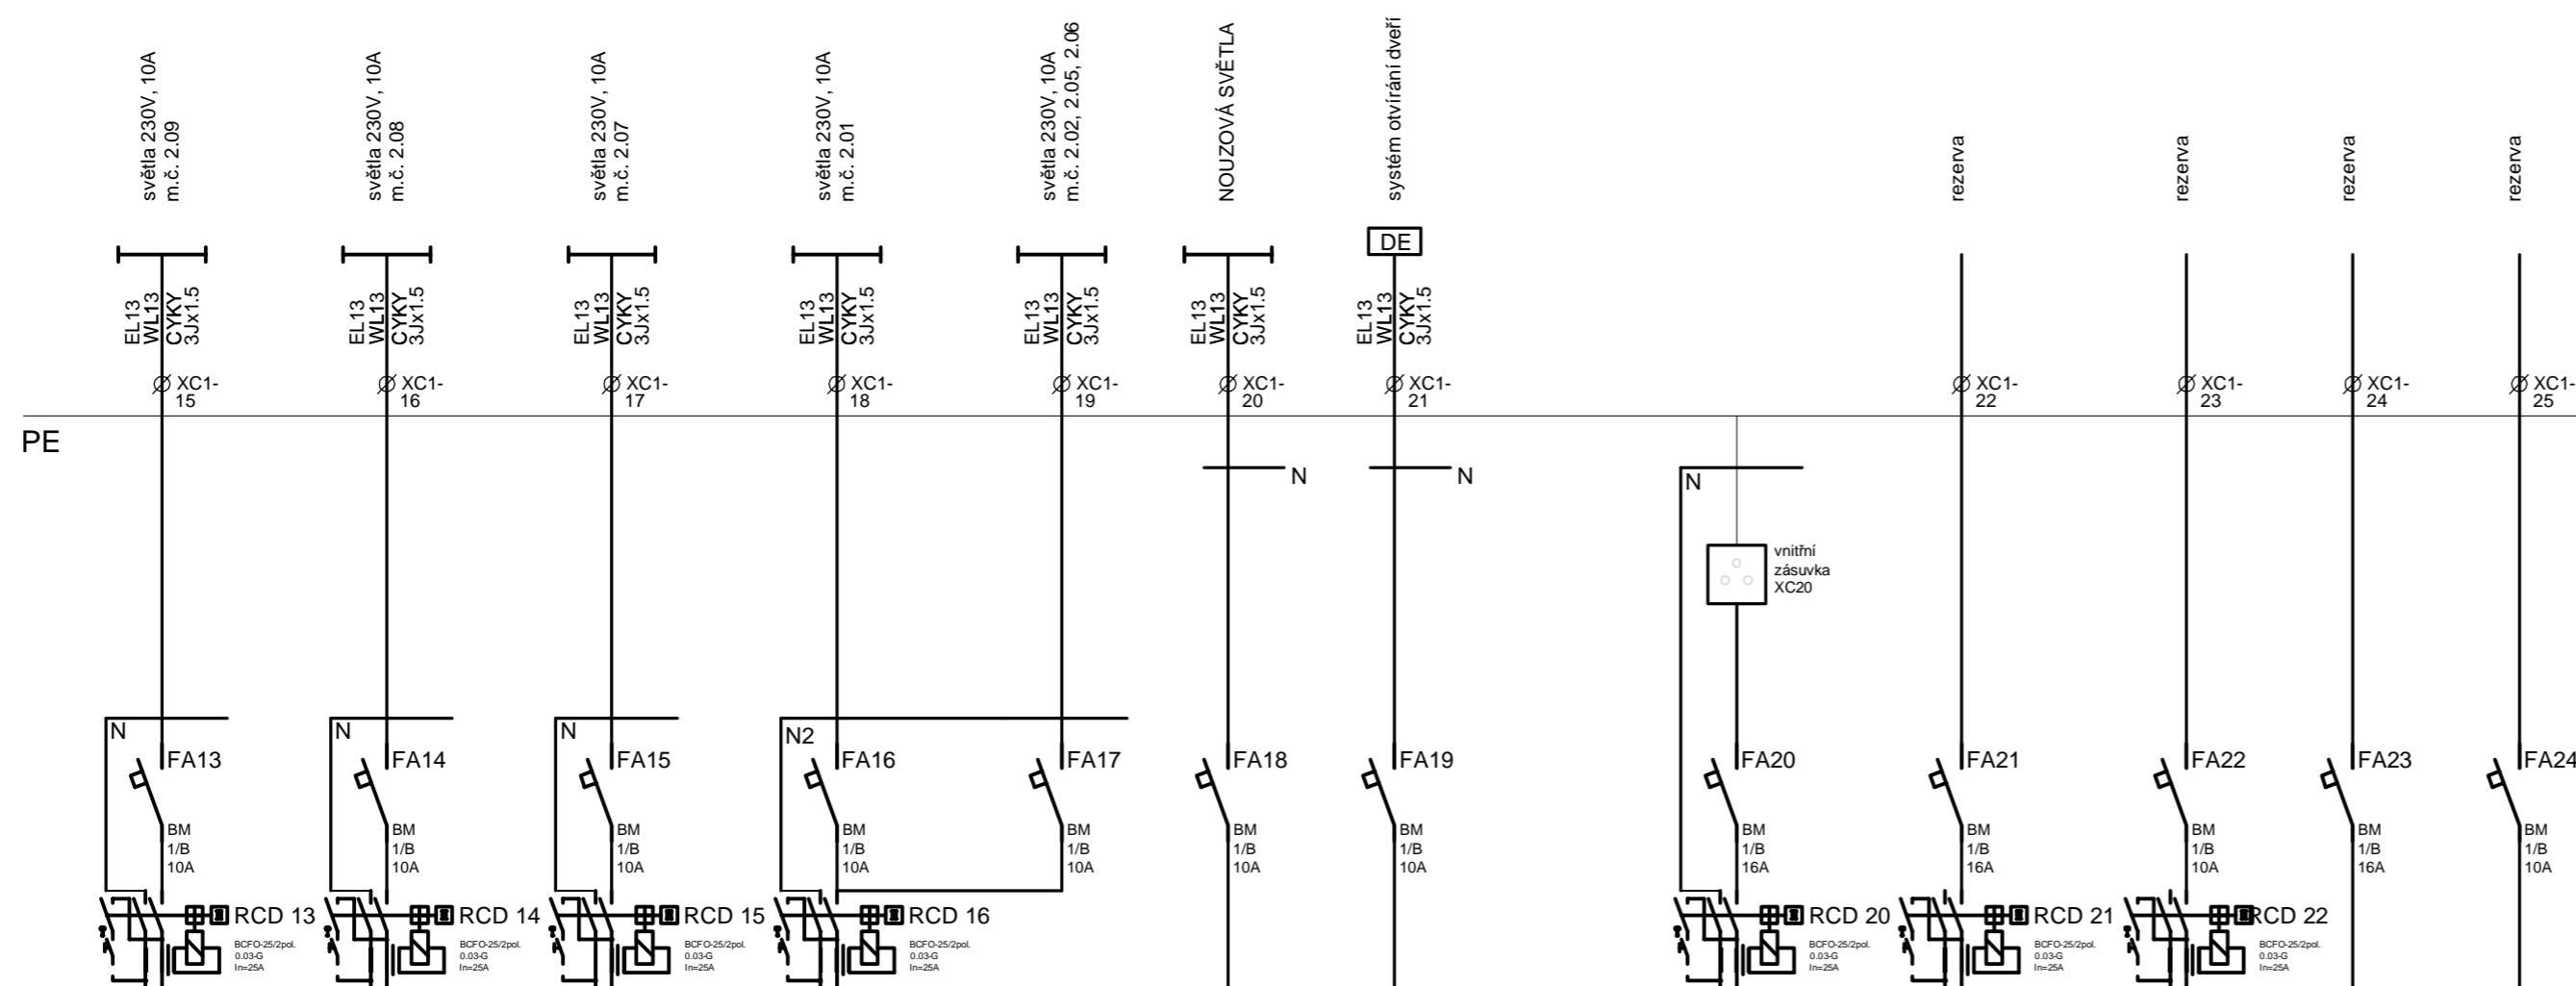 světla 230V, 10A
m.č. 2.09
světla 230V, 10A
m.č. 2.08
světla 230V, 10A
m.č. 2.07
světla 230V, 10A
m.č. 2.01
světla 230V, 10A
m.č. 2.02, 2.05, 2.06
NOUZOVÁ SVĚTLA
systém otvírání dveří
rezerva
rezerva
rezerva
rezerva
DE
EL13
WL13
CYKY
3Jx1.5
EL13
WL13
CYKY
3Jx1.5
EL13
WL13
CYKY
3Jx1.5
EL13
WL13
CYKY
3Jx1.5
EL13
WL13
CYKY
3Jx1.5
EL13
WL13
CYKY
3Jx1.5
EL13
WL13
CYKY
3Jx1.5
XC1-
15
XC1-
16
XC1-
17
XC1-
18
XC1-
19
XC1-
20
XC1-
21
XC1-
22
XC1-
23
XC1-
24
XC1-
25
PE
N
N
N
vnitřní
zásuvka
XC20
N
N
N
N2
FA13
FA14
FA15
FA16
FA17
FA18
FA19
FA20
FA21
FA22
FA23
FA24
BM
1/B
10A
BM
1/B
10A
BM
1/B
10A
BM
1/B
10A
BM
1/B
10A
BM
1/B
10A
BM
1/B
10A
BM
1/B
16A
BM
1/B
16A
BM
1/B
10A
BM
1/B
16A
BM
1/B
10A
RCD 13
BCFO-25/2pol.
0.03-G
In=25A
RCD 14
BCFO-25/2pol.
0.03-G
In=25A
RCD 15
BCFO-25/2pol.
0.03-G
In=25A
RCD 16
BCFO-25/2pol.
0.03-G
In=25A
RCD 20
BCFO-25/2pol.
0.03-G
In=25A
RCD 21
BCFO-25/2pol.
0.03-G
In=25A
RCD 22
BCFO-25/2pol.
0.03-G
In=25A